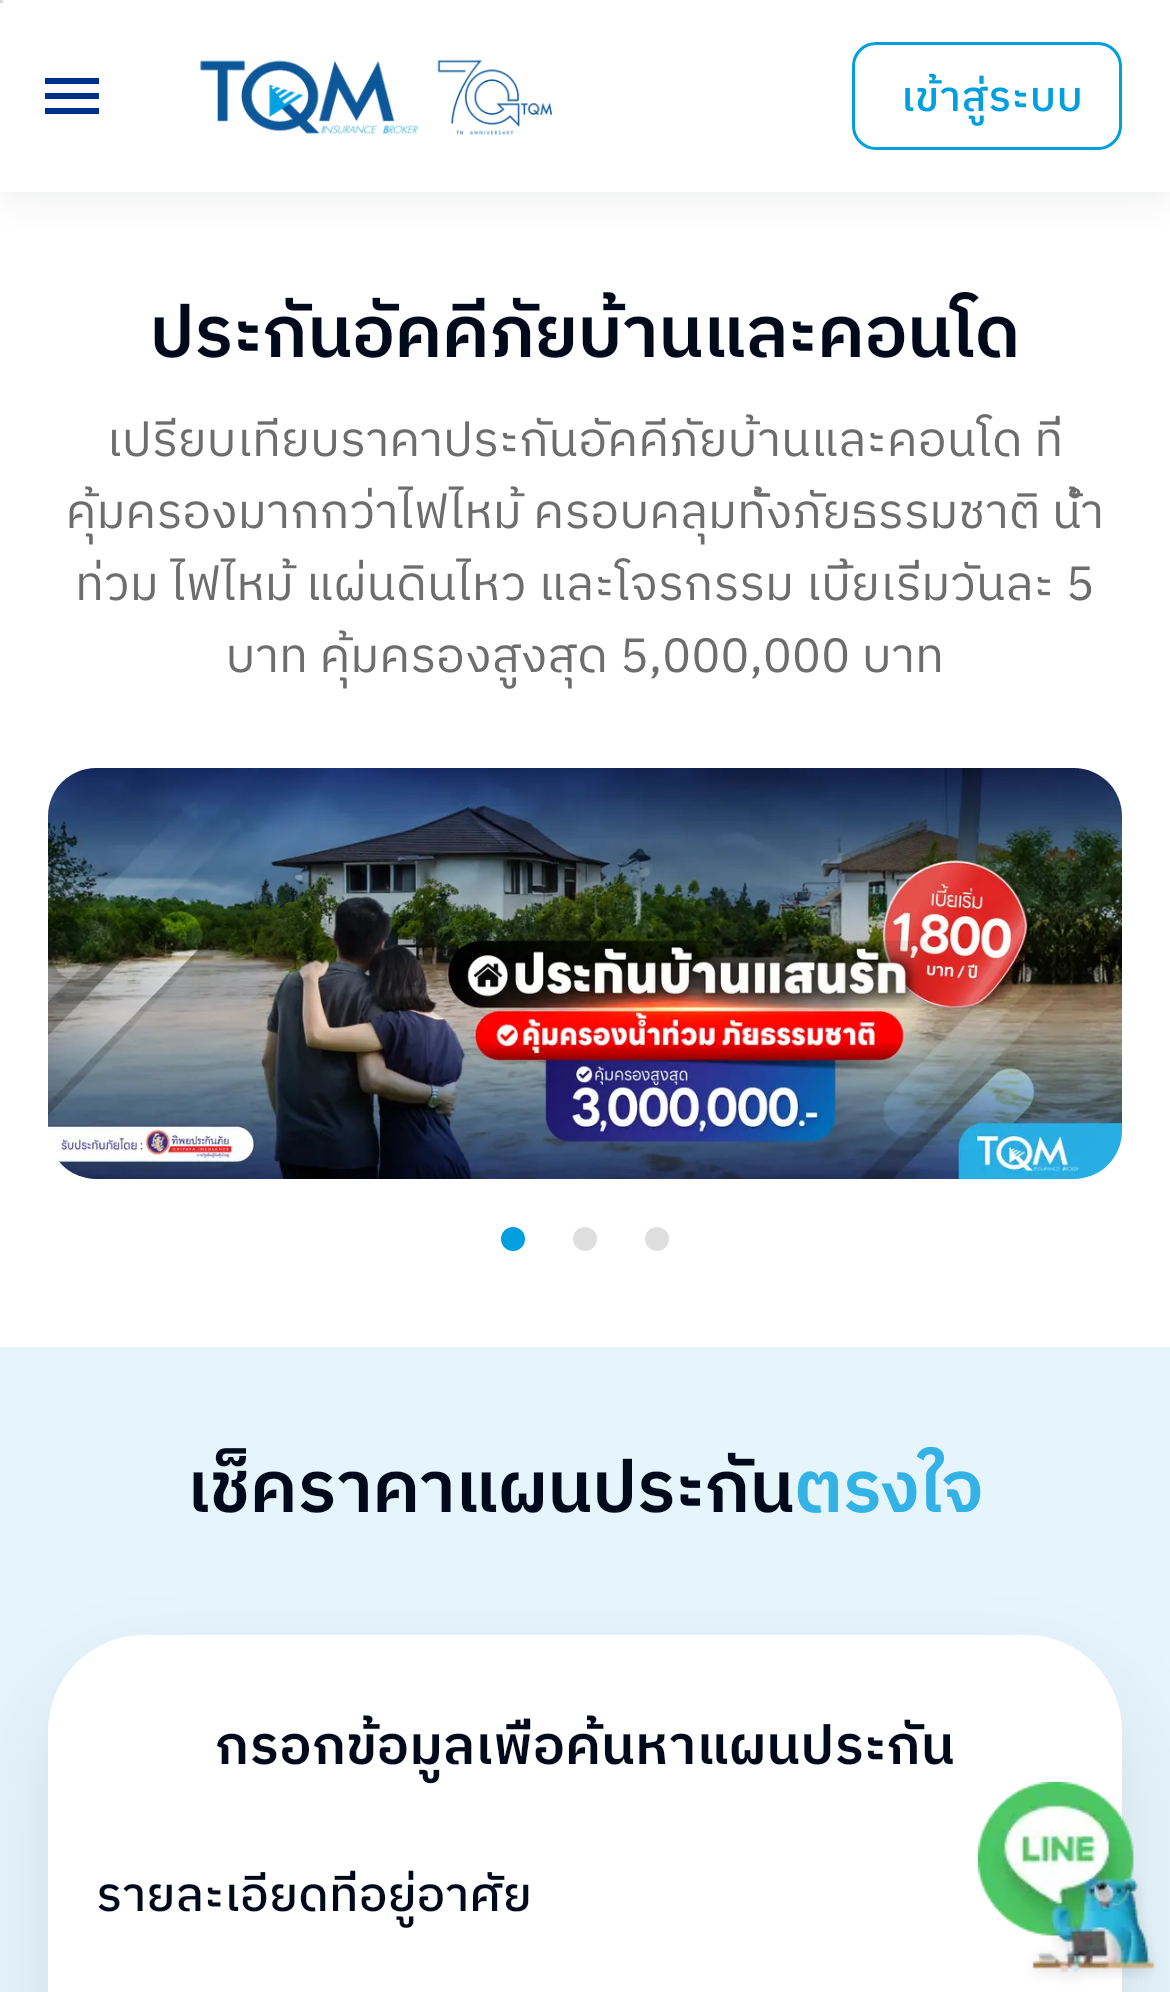 TQM
INSURANCE BROKER
70
TQM
TH ANNIVERSARY
เข้าสู่ระบบ
ประกันอัคคีภัยบ้านและคอนโด
เปรียบเทียบราคาประกันอัคคีภัยบ้านและคอนโด ที่
คุ้มครองมากกว่าไฟไหม้ ครอบคลุมทั้งภัยธรรมชาติ น้ำ
ท่วม ไฟไหม้ แผ่นดินไหว และโจรกรรม เบี้ยเริ่มวันละ 5
บาท คุ้มครองสูงสุด 5,000,000 บาท
เบี้ยเริ่ม
1,800
บาท / ปี
ประกันบ้านแสนรัก
คุ้มครองน้ำท่วม ภัยธรรมชาติ
คุ้มครองสูงสุด
3,000,000.-
รับประกันภัยโดย : ทิพยประกันภัย
TQM
เช็คราคาแผนประกันตรงใจ
กรอกข้อมูลเพื่อค้นหาแผนประกัน
LINE
รายละเอียดที่อยู่อาศัย